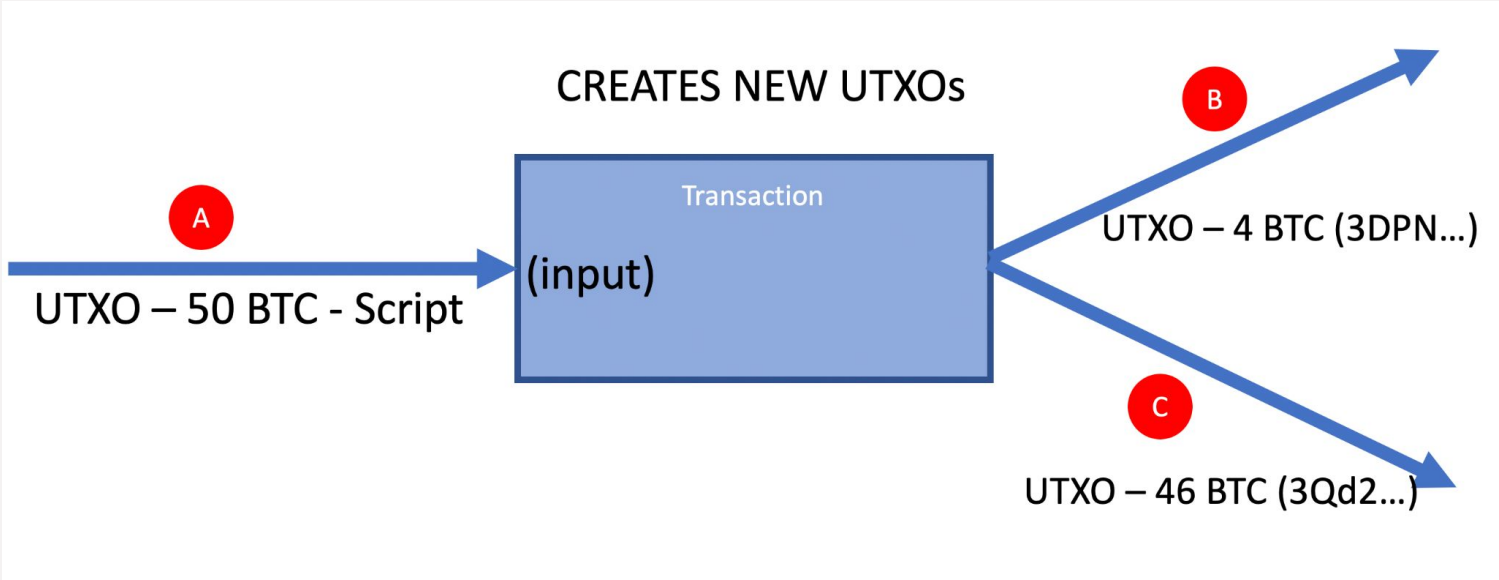 CREATES NEW UTXOs
B
Transaction
A
UTXO – 4 BTC (3DPN...)
(input)
UTXO – 50 BTC - Script
C
UTXO – 46 BTC (3Qd2...)